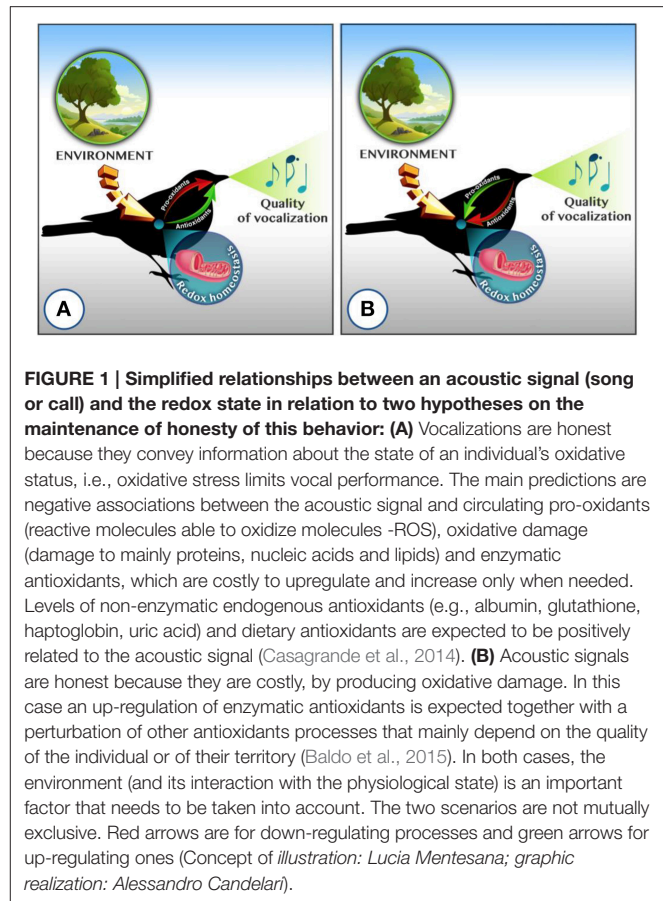 ENVIRONMENT
Pro-oxidants
Antioxidants
Quality
of vocalization
Redox homeostasis
A
ENVIRONMENT
Pro-oxidants
Antioxidants
Quality
of vocalization
Redox homeostasis
B
FIGURE 1 | Simplified relationships between an acoustic signal (song
or call) and the redox state in relation to two hypotheses on the
maintenance of honesty of this behavior: (A) Vocalizations are honest
because they convey information about the state of an individual's oxidative
status, i.e., oxidative stress limits vocal performance. The main predictions are
negative associations between the acoustic signal and circulating pro-oxidants
(reactive molecules able to oxidize molecules -ROS), oxidative damage
(damage to mainly proteins, nucleic acids and lipids) and enzymatic
antioxidants, which are costly to upregulate and increase only when needed.
Levels of non-enzymatic endogenous antioxidants (e.g., albumin, glutathione,
haptoglobin, uric acid) and dietary antioxidants are expected to be positively
related to the acoustic signal (Casagrande et al., 2014). (B) Acoustic signals
are honest because they are costly, by producing oxidative damage. In this
case an up-regulation of enzymatic antioxidants is expected together with a
perturbation of other antioxidants processes that mainly depend on the quality
of the individual or of their territory (Baldo et al., 2015). In both cases, the
environment (and its interaction with the physiological state) is an important
factor that needs to be taken into account. The two scenarios are not mutually
exclusive. Red arrows are for down-regulating processes and green arrows for
up-regulating ones (Concept of illustration: Lucia Mentesana; graphic
realization: Alessandro Candelari).